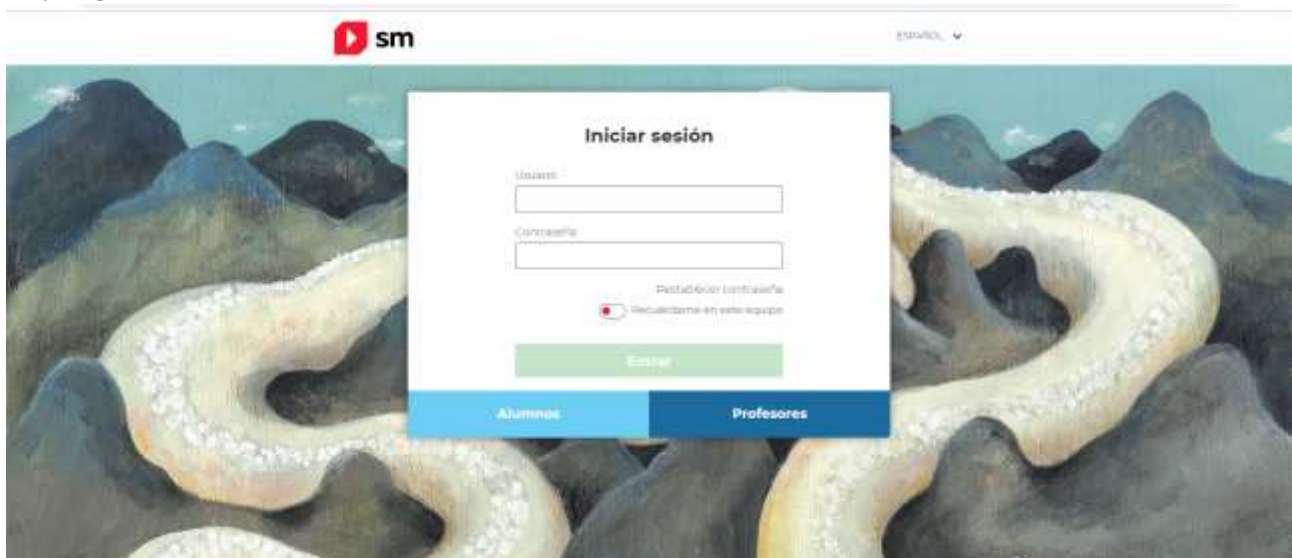 sm
ESPAÑOL
Iniciar sesión
Usuario
Contraseña
Restablecer contraseña
Recuérdame en este equipo
Entrar
Alumnos
Profesores